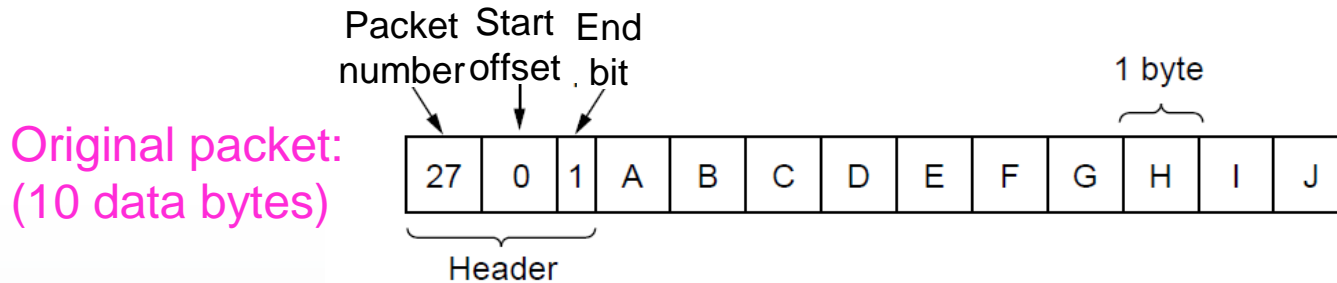 Packet Start End
number offset bit
1 byte
Original packet:
(10 data bytes)
27 0 1 A B C D E F G H I J
Header